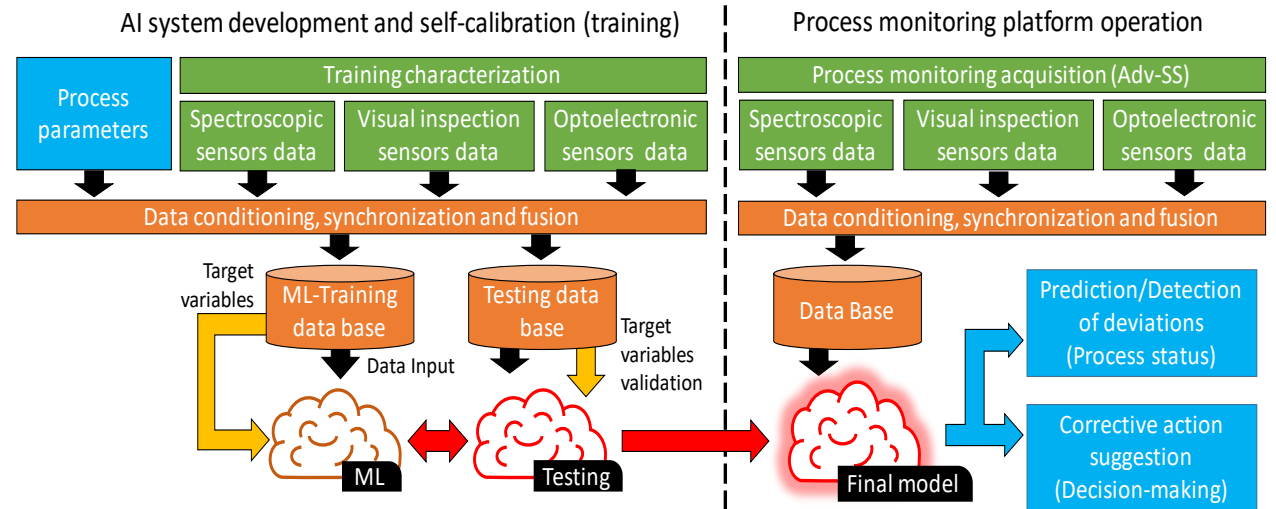 AI system development and self-calibration (training)
Process
parameters
Training characterization
Spectroscopic
sensors data
Visual inspection
sensors data
Optoelectronic
sensors data
Data conditioning, synchronization and fusion
Target
variables
ML-Training
data base
Testing data
base
Data Input
Target
variables
validation
ML
Testing
Process monitoring platform operation
Process monitoring acquisition (Adv-SS)
Spectroscopic
sensors data
Visual inspection
sensors data
Optoelectronic
sensors data
Data conditioning, synchronization and fusion
Data Base
Final model
Prediction/Detection
of deviations
(Process status)
Corrective action
suggestion
(Decision-making)